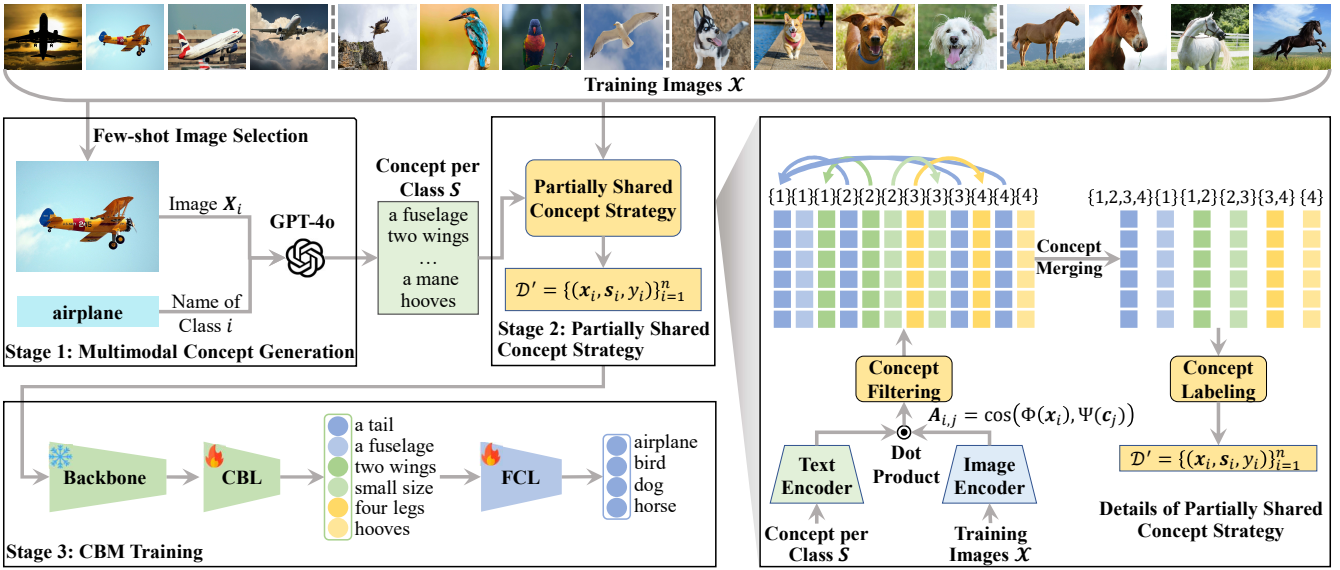 Training Images 𝒳
Few-shot Image Selection
Image X_i
GPT-4o
airplane
Name of
Class i
Stage 1: Multimodal Concept Generation
Concept per
Class S
a fuselage
two wings
…
a mane
hooves
Partially Shared
Concept Strategy
𝒟′ = {(x_i, s_i, y_i)}_{i=1}^n
Stage 2: Partially Shared
Concept Strategy
Backbone
CBL
a tail
a fuselage
two wings
small size
four legs
hooves
FCL
airplane
bird
dog
horse
Stage 3: CBM Training
{1}{1}{1}{2}{2}{2}{3}{3}{3}{4}{4}{4}
Concept
Merging
{1,2,3,4} {1} {1,2} {2,3} {3,4} {4}
Concept
Filtering
A_{i,j} = cos(Φ(x_i), Ψ(c_j))
Text
Encoder
Dot
Product
Image
Encoder
Concept per
Class S
Training
Images 𝒳
Concept
Labeling
𝒟′ = {(x_i, s_i, y_i)}_{i=1}^n
Details of Partially Shared
Concept Strategy